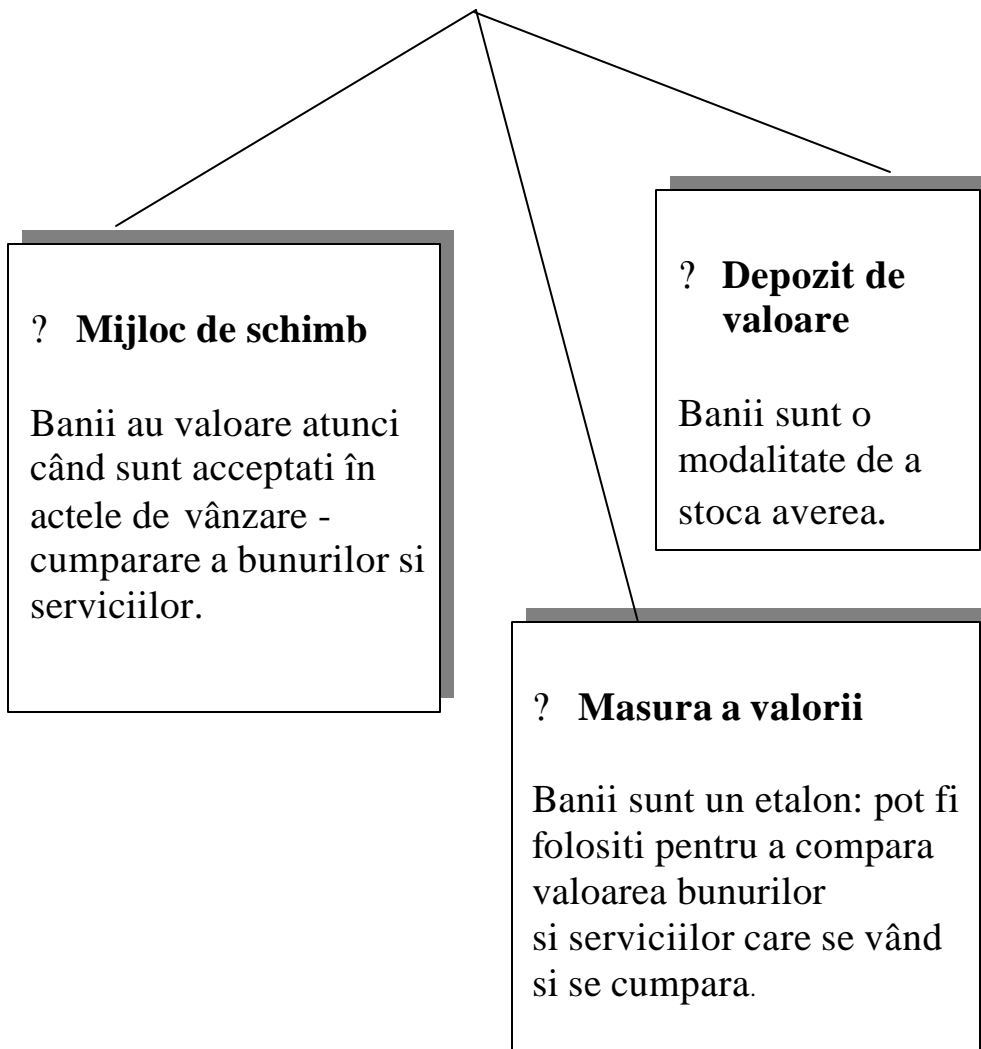 ? Mijloc de schimb
Banii au valoare atunci
când sunt acceptati în
actele de vânzare -
cumparare a bunurilor si
serviciilor.
? Depozit de
valoare
Banii sunt o
modalitate de a
stoca averea.
? Masura a valorii
Banii sunt un etalon: pot fi
folositi pentru a compara
valoarea bunurilor
si serviciilor care se vând
si se cumpara.